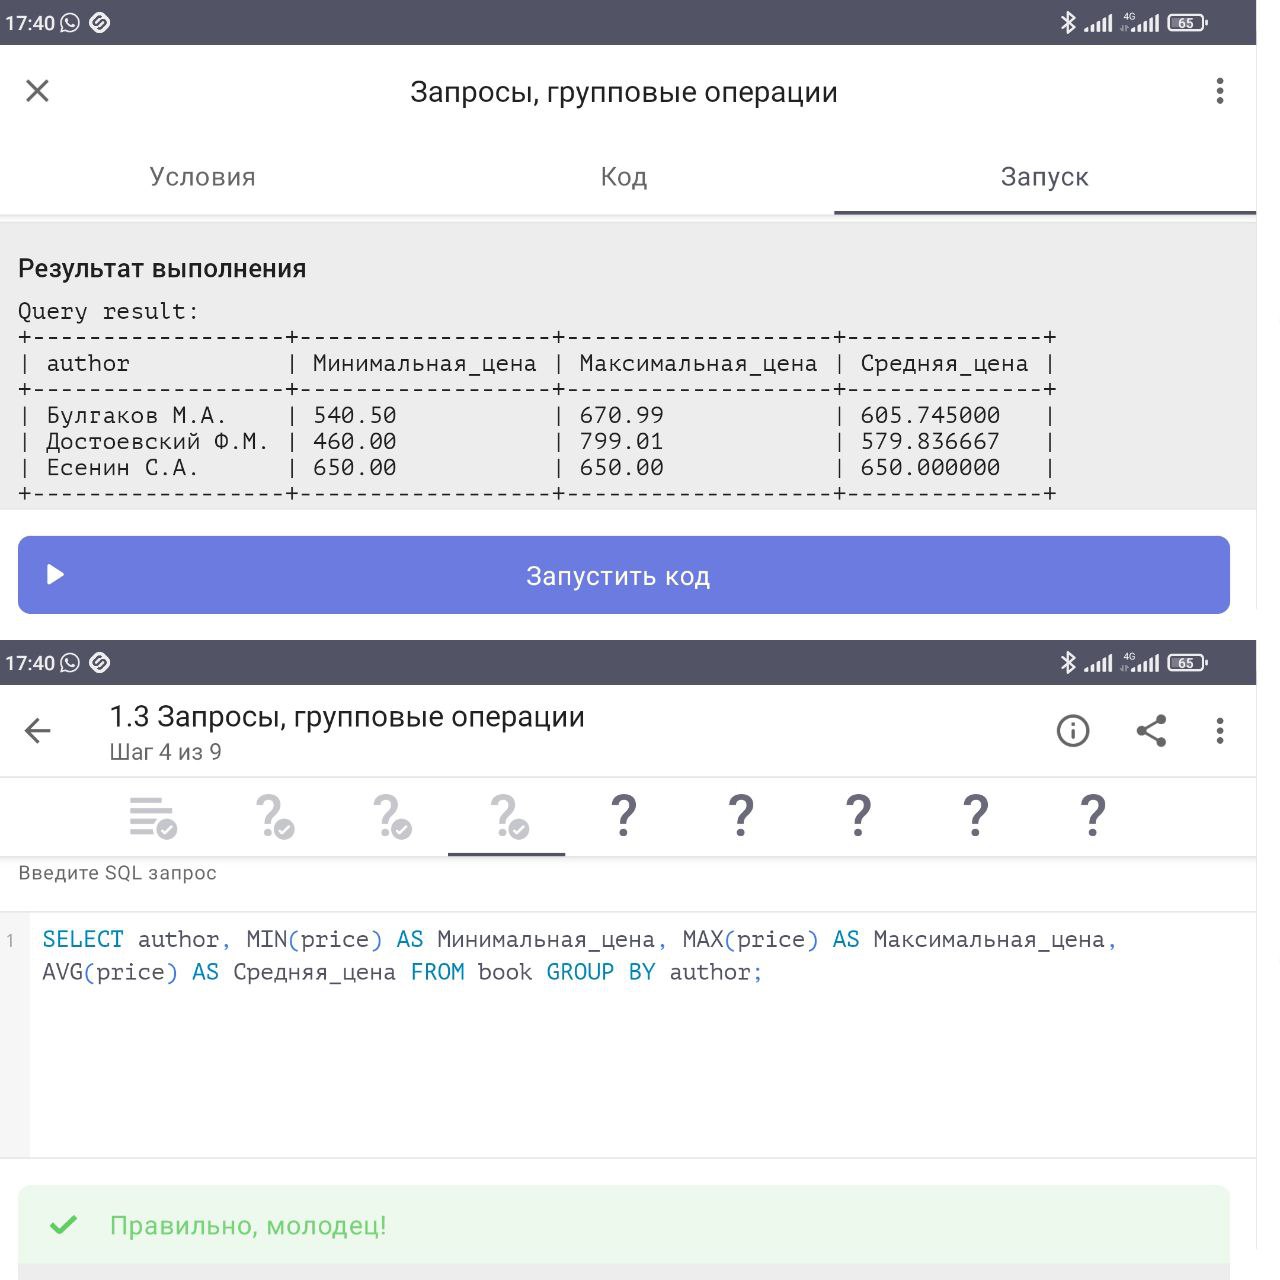 17:40 4G 65
Запросы, групповые операции
Условия Код Запуск
Результат выполнения
Query result:
+------------------+------------------+-------------------+--------------+
| author           | Минимальная_цена | Максимальная_цена | Средняя_цена |
+------------------+------------------+-------------------+--------------+
| Булгаков М.А.    | 540.50           | 670.99            | 605.745000   |
| Достоевский Ф.М. | 460.00           | 799.01            | 579.836667   |
| Есенин С.А.      | 650.00           | 650.00            | 650.000000   |
+------------------+------------------+-------------------+--------------+
Запустить код
17:40 4G 65
1.3 Запросы, групповые операции
Шаг 4 из 9
? ? ? ? ? ? ? ?
Введите SQL запрос
1 SELECT author, MIN(price) AS Минимальная_цена, MAX(price) AS Максимальная_цена,
AVG(price) AS Средняя_цена FROM book GROUP BY author;
Правильно, молодец!